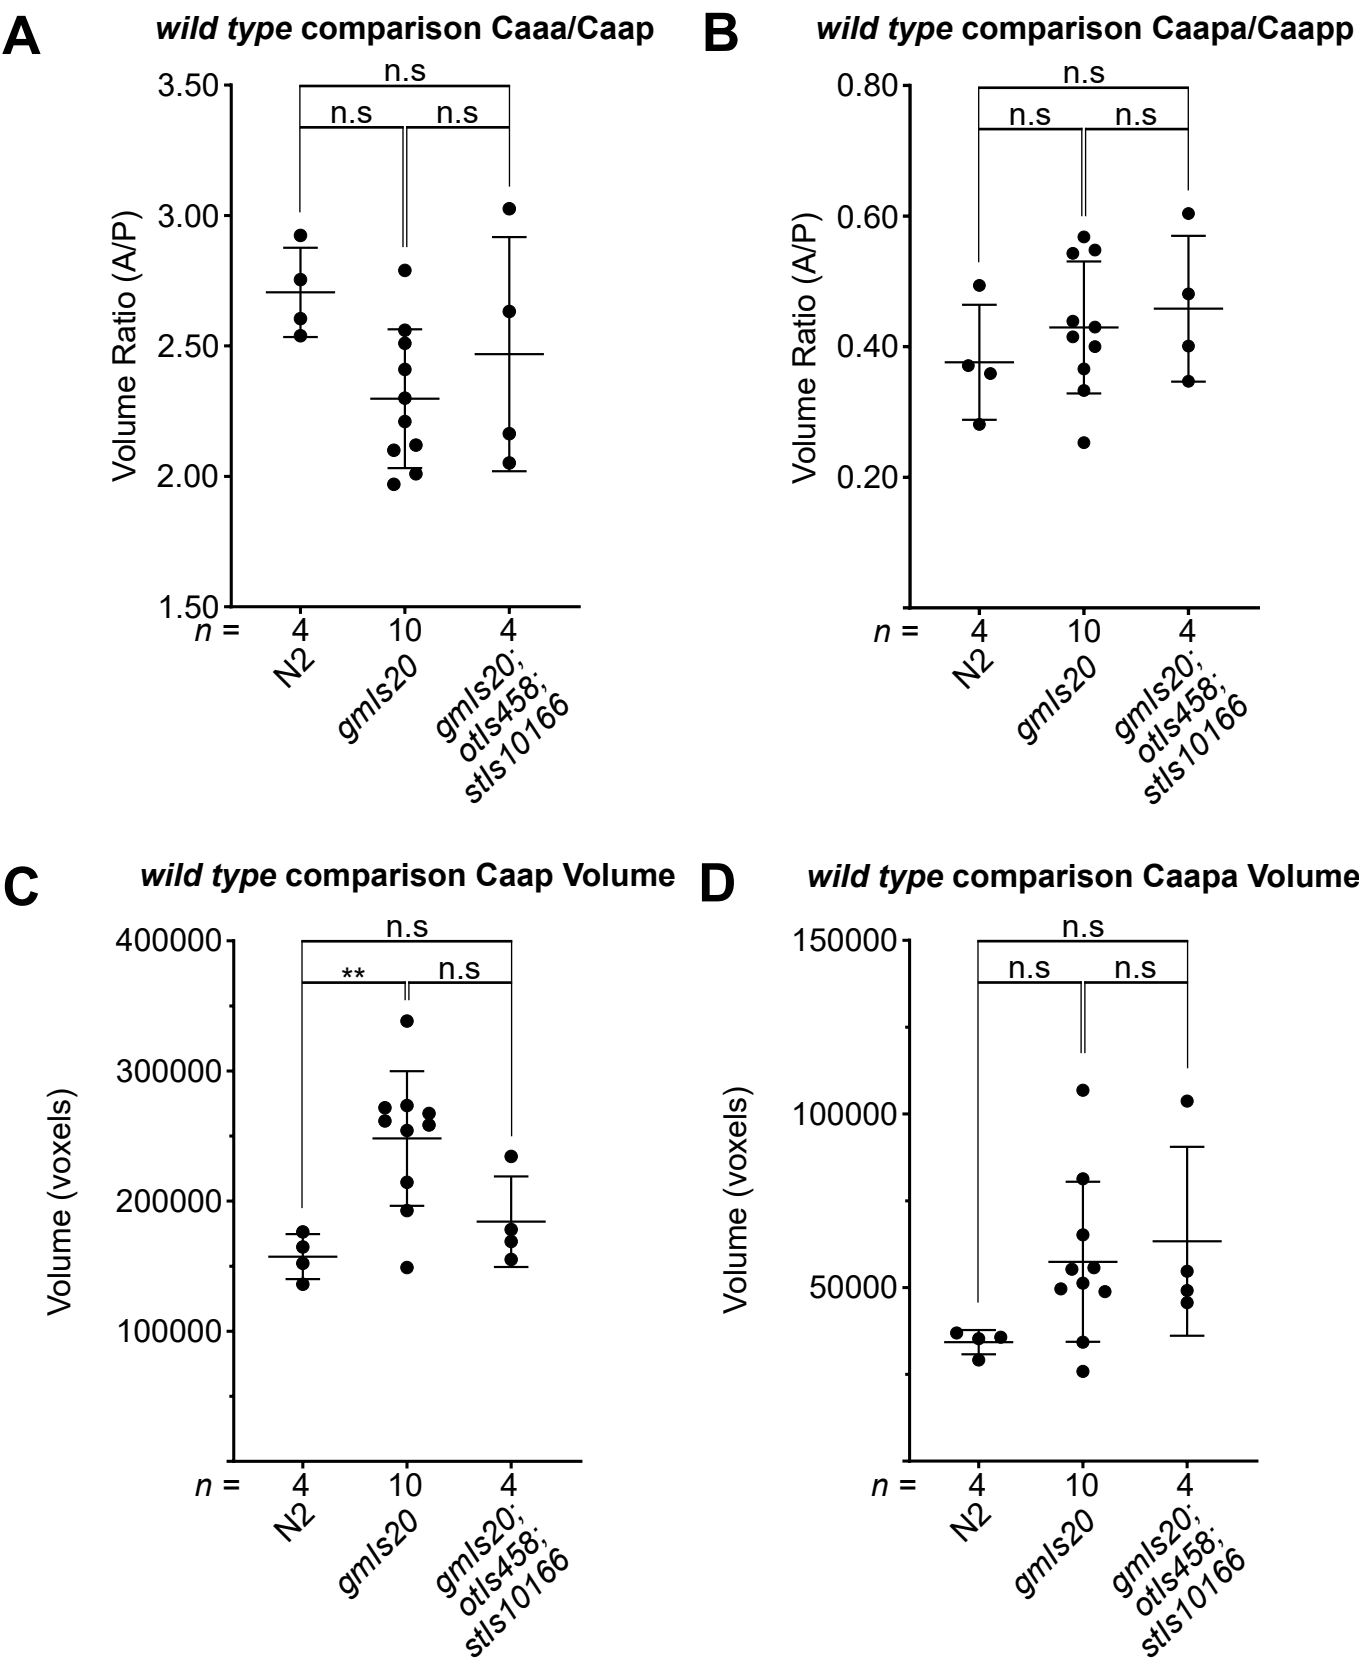 A
wild type comparison Caaa/Caap
n.s
n.s n.s
Volume Ratio (A/P)
3.50
3.00
2.50
2.00
1.50
n = 4 10 4
N2
gmIs20
gmIs20;
otIs458;
stIs10166
B
wild type comparison Caapa/Caapp
n.s
n.s n.s
Volume Ratio (A/P)
0.80
0.60
0.40
0.20
n = 4 10 4
N2
gmIs20
gmIs20;
otIs458;
stIs10166
C
wild type comparison Caap Volume
n.s
** n.s
Volume (voxels)
400000
300000
200000
100000
n = 4 10 4
N2
gmIs20
gmIs20;
otIs458;
stIs10166
D
wild type comparison Caapa Volume
n.s
n.s n.s
Volume (voxels)
150000
100000
50000
n = 4 10 4
N2
gmIs20
gmIs20;
otIs458;
stIs10166